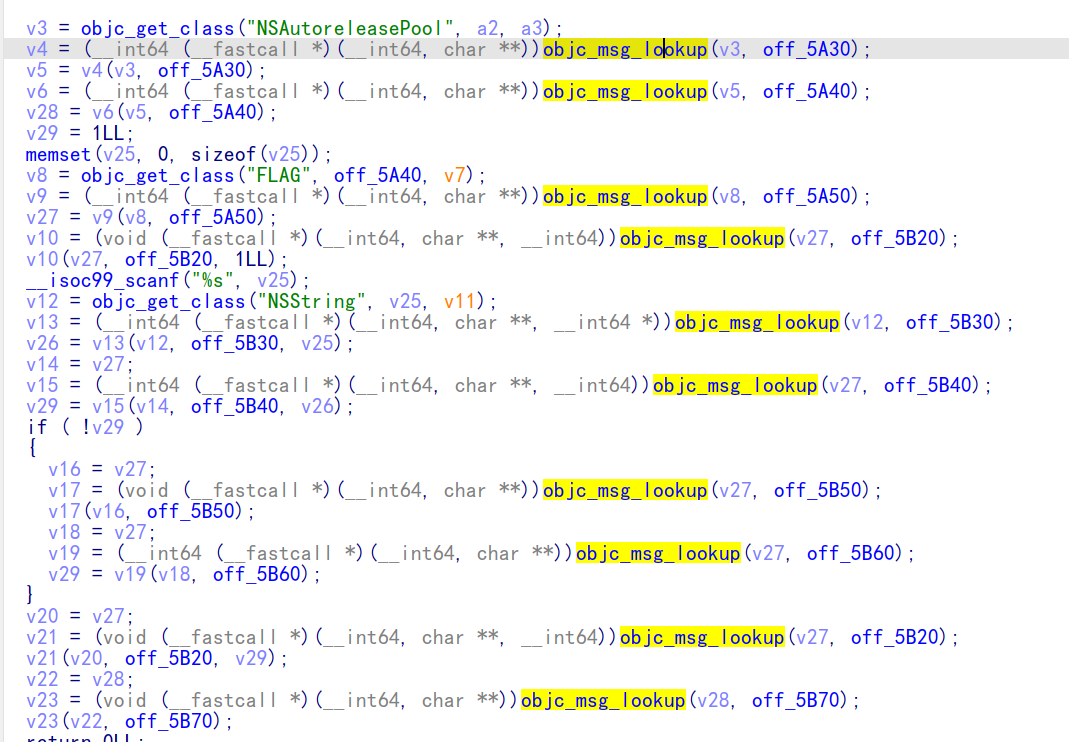 v3 = objc_get_class("NSAutoreleasePool", a2, a3);
v4 = (__int64 (__fastcall *)(__int64, char **))objc_msg_lookup(v3, off_5A30);
v5 = v4(v3, off_5A30);
v6 = (__int64 (__fastcall *)(__int64, char **))objc_msg_lookup(v5, off_5A40);
v28 = v6(v5, off_5A40);
v29 = 1LL;
memset(v25, 0, sizeof(v25));
v8 = objc_get_class("FLAG", off_5A40, v7);
v9 = (__int64 (__fastcall *)(__int64, char **))objc_msg_lookup(v8, off_5A50);
v27 = v9(v8, off_5A50);
v10 = (void (__fastcall *)(__int64, char **, __int64))objc_msg_lookup(v27, off_5B20);
v10(v27, off_5B20, 1LL);
__isoc99_scanf("%s", v25);
v12 = objc_get_class("NSString", v25, v11);
v13 = (__int64 (__fastcall *)(__int64, char **, __int64 *))objc_msg_lookup(v12, off_5B30);
v26 = v13(v12, off_5B30, v25);
v14 = v27;
v15 = (__int64 (__fastcall *)(__int64, char **, __int64))objc_msg_lookup(v27, off_5B40);
v29 = v15(v14, off_5B40, v26);
if ( !v29 )
{
v16 = v27;
v17 = (void (__fastcall *)(__int64, char **))objc_msg_lookup(v27, off_5B50);
v17(v16, off_5B50);
v18 = v27;
v19 = (__int64 (__fastcall *)(__int64, char **))objc_msg_lookup(v27, off_5B60);
v29 = v19(v18, off_5B60);
}
v20 = v27;
v21 = (void (__fastcall *)(__int64, char **, __int64))objc_msg_lookup(v27, off_5B20);
v21(v20, off_5B20, v29);
v22 = v28;
v23 = (void (__fastcall *)(__int64, char **))objc_msg_lookup(v28, off_5B70);
v23(v22, off_5B70);
return 0LL;